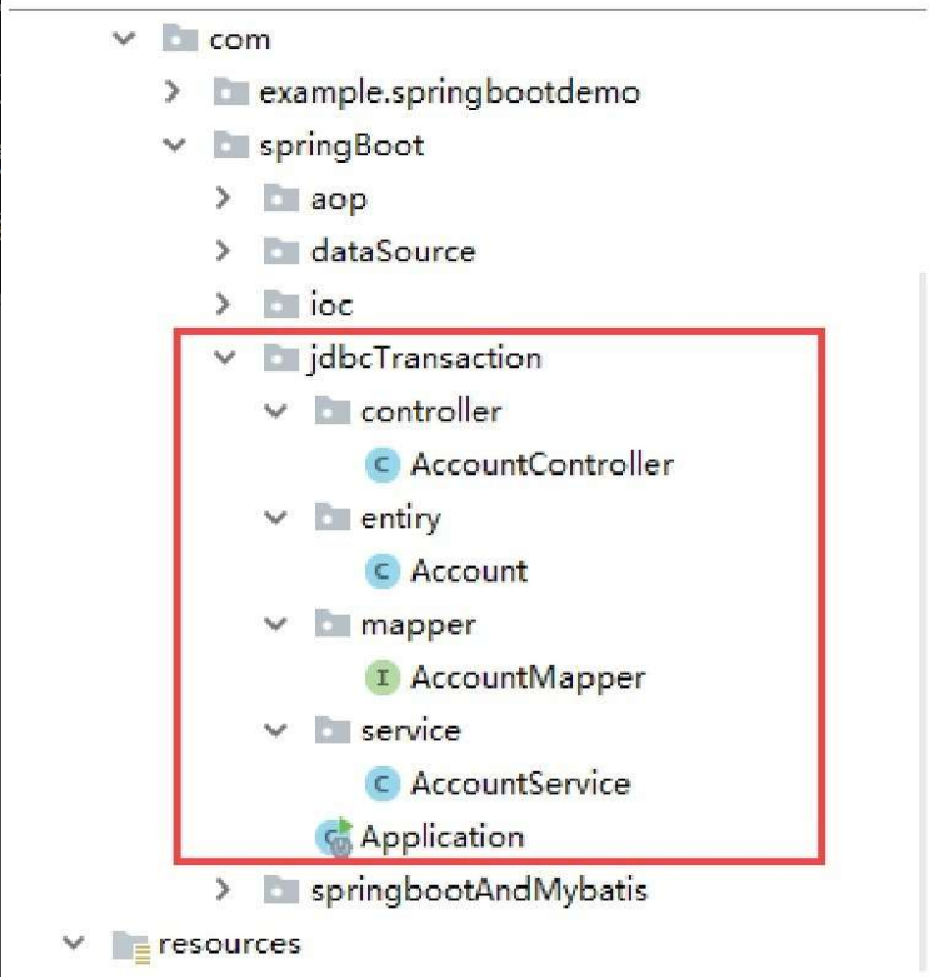 com
example.springbootdemo
springBoot
aop
dataSource
ioc
jdbcTransaction
controller
C AccountController
entiry
C Account
mapper
I AccountMapper
service
C AccountService
C Application
springbootAndMybatis
resources